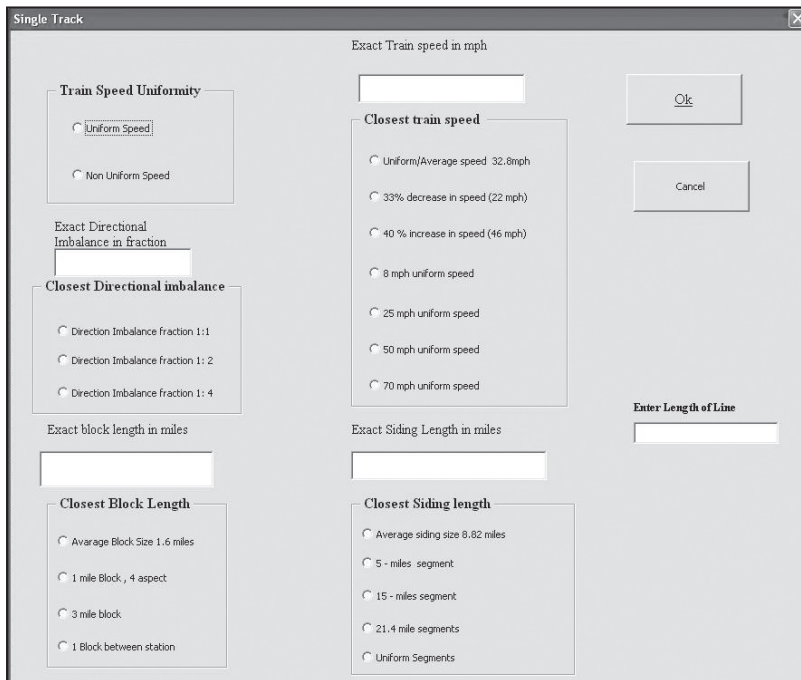 Single Track
Exact Train speed in mph
Train Speed Uniformity
Uniform Speed
Non Uniform Speed
Exact Directional
Imbalance in fraction
Closest Directional imbalance
Direction Imbalance fraction 1:1
Direction Imbalance fraction 1: 2
Direction Imbalance fraction 1: 4
Exact block length in miles
Closest Block Length
Avarage Block Size 1.6 miles
1 mile Block , 4 aspect
3 mile block
1 Block between station
Closest train speed
Uniform/Average speed 32.8mph
33% decrease in speed (22 mph)
40 % increase in speed (46 mph)
8 mph uniform speed
25 mph uniform speed
50 mph uniform speed
70 mph uniform speed
Exact Siding Length in miles
Closest Siding length
Average siding size 8.82 miles
5 - miles segment
15 - miles segment
21.4 mile segments
Uniform Segments
Ok
Cancel
Enter Length of Line